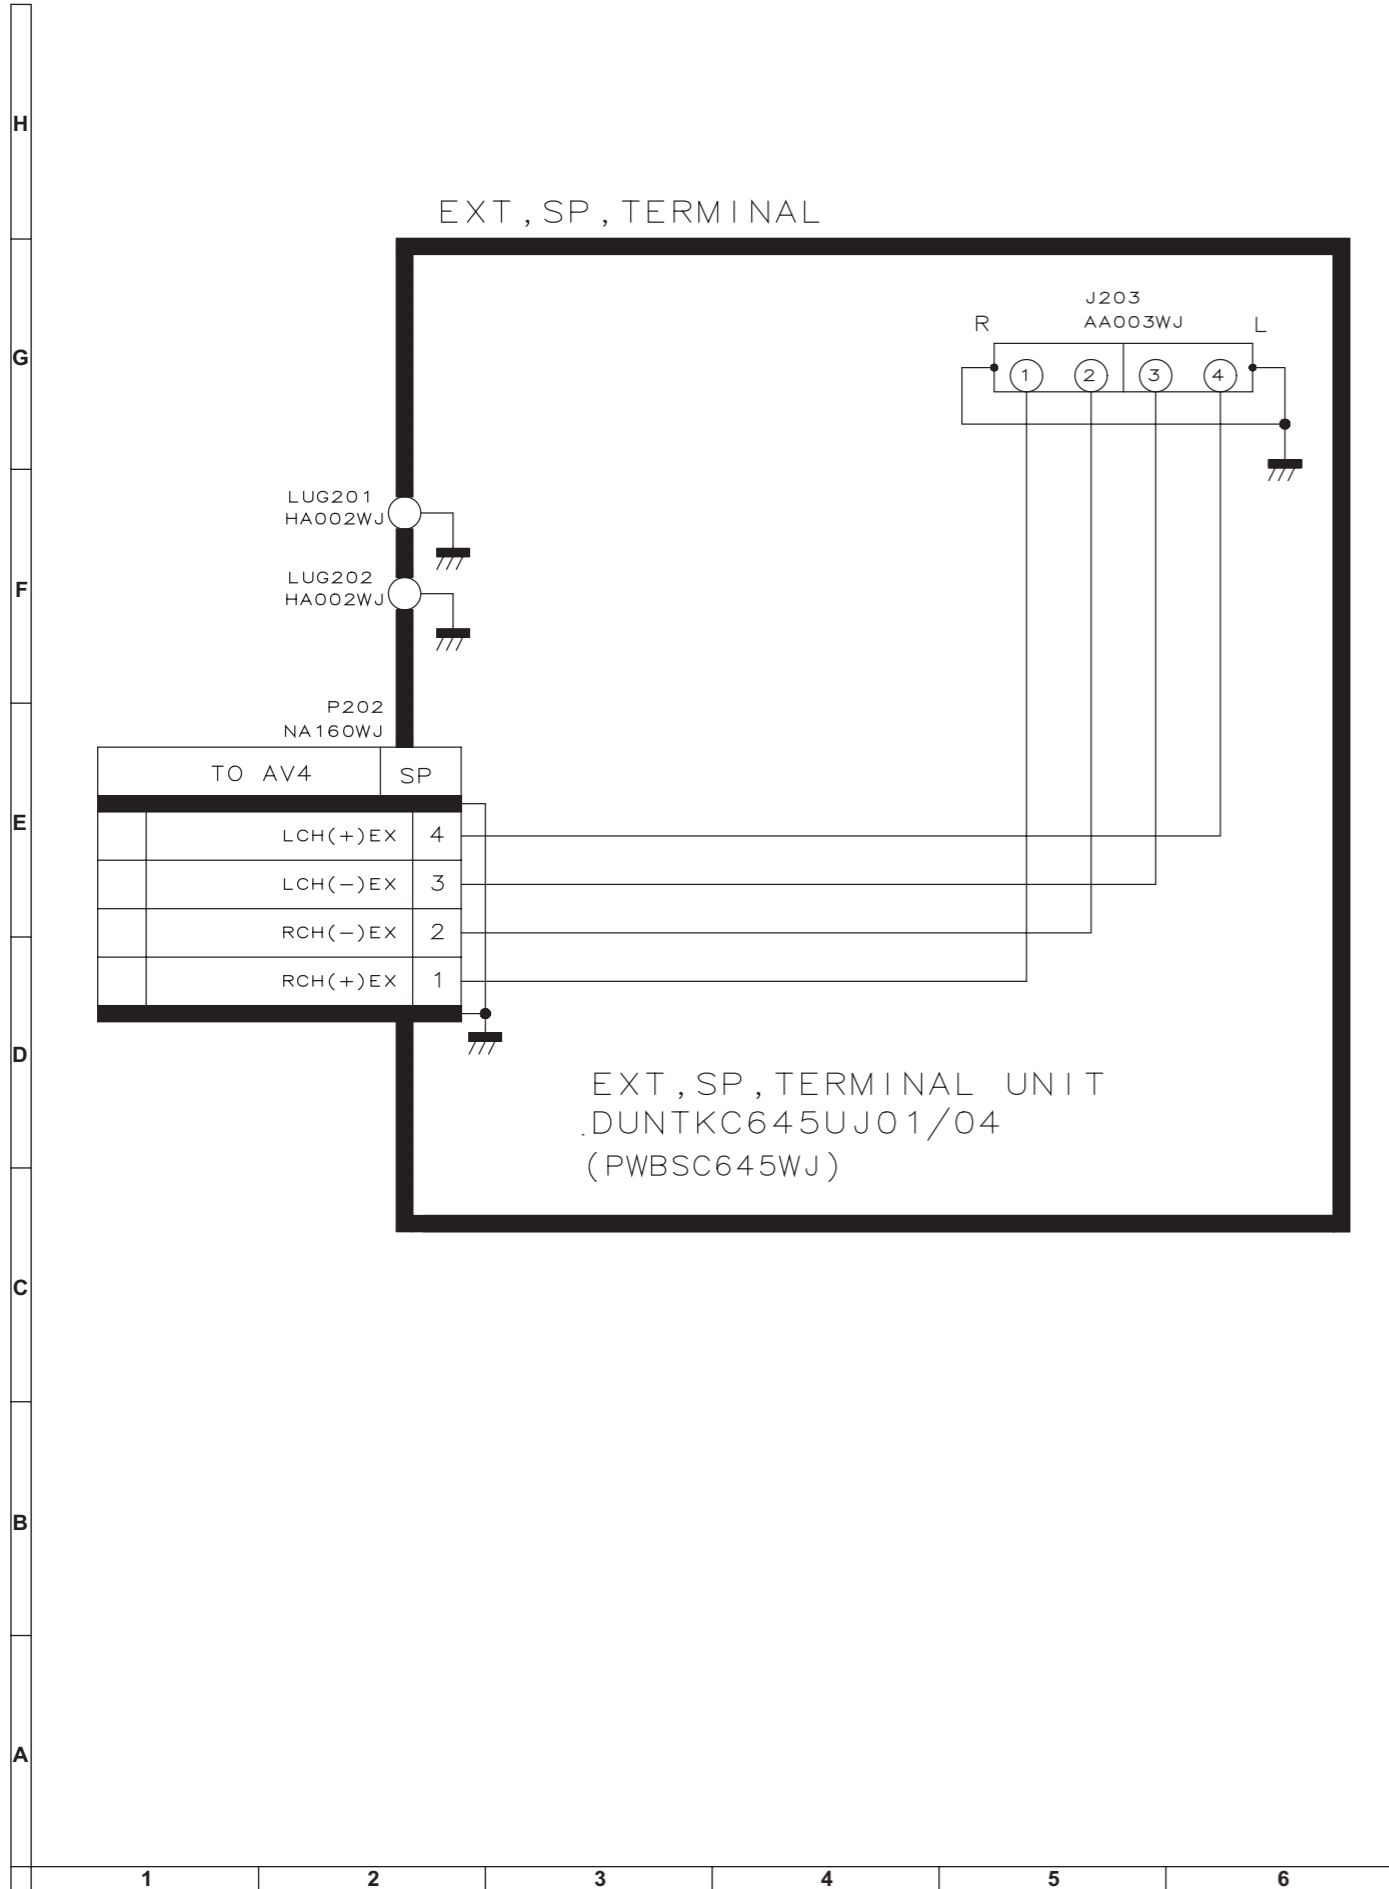 H
EXT,SP,TERMINAL
J203
R AA003WJ L
G
1 2 3 4
LUG201
HA002WJ
LUG202
F
HA002WJ
P202
NA160WJ
TO AV4 SP
E
LCH(+)EX 4
LCH(-)EX 3
RCH(-)EX 2
RCH(+)EX 1
D
EXT,SP,TERMINAL UNIT
DUNTKC645UJ01/04
(PWBSC645WJ)
C
B
A
1 2 3 4 5 6